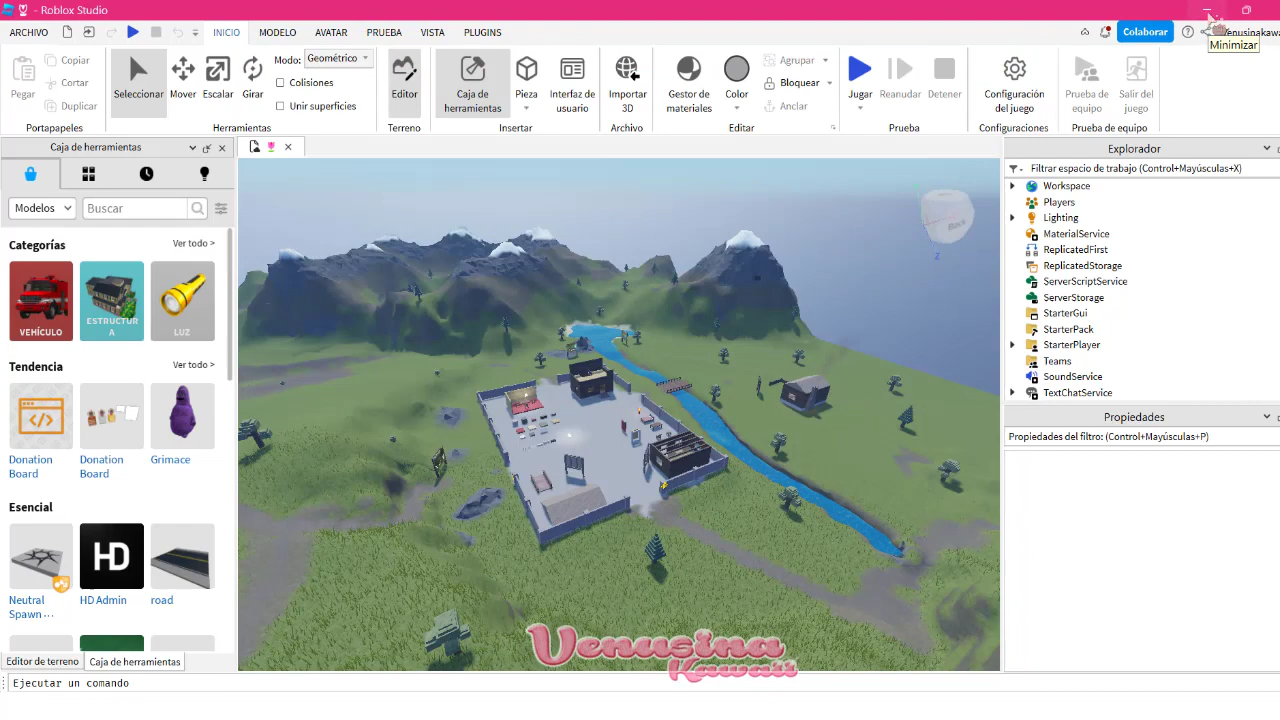 - Roblox Studio
Minimizar
ARCHIVO
INICIO
MODELO
AVATAR
PRUEBA
VISTA
PLUGINS
Colaborar
Venusinakawa
Pegar
Copiar
Cortar
Duplicar
Portapapeles
Seleccionar
Mover
Escalar
Girar
Modo:
Geométrico
Colisiones
Unir superficies
Herramientas
Editor
Terreno
Caja de
herramientas
Pieza
Interfaz de
usuario
Insertar
Importar
3D
Archivo
Gestor de
materiales
Color
Agrupar
Bloquear
Anclar
Editar
Jugar
Reanudar
Detener
Prueba
Configuración
del juego
Configuraciones
Prueba de
equipo
Salir del
juego
Prueba de equipo
Caja de herramientas
Modelos
Buscar
Categorías
Ver todo >
VEHÍCULO
ESTRUCTUR
A
LUZ
Tendencia
Ver todo >
Donation
Board
Donation
Board
Grimace
Esencial
HD
Neutral
Spawn ...
HD Admin
road
Editor de terreno
Caja de herramientas
Ejecutar un comando
Back
Z
Venusina
Kawaii
Explorador
Filtrar espacio de trabajo (Control+Mayúsculas+X)
Workspace
Players
Lighting
MaterialService
ReplicatedFirst
ReplicatedStorage
ServerScriptService
ServerStorage
StarterGui
StarterPack
StarterPlayer
Teams
SoundService
TextChatService
Propiedades
Propiedades del filtro: (Control+Mayúsculas+P)